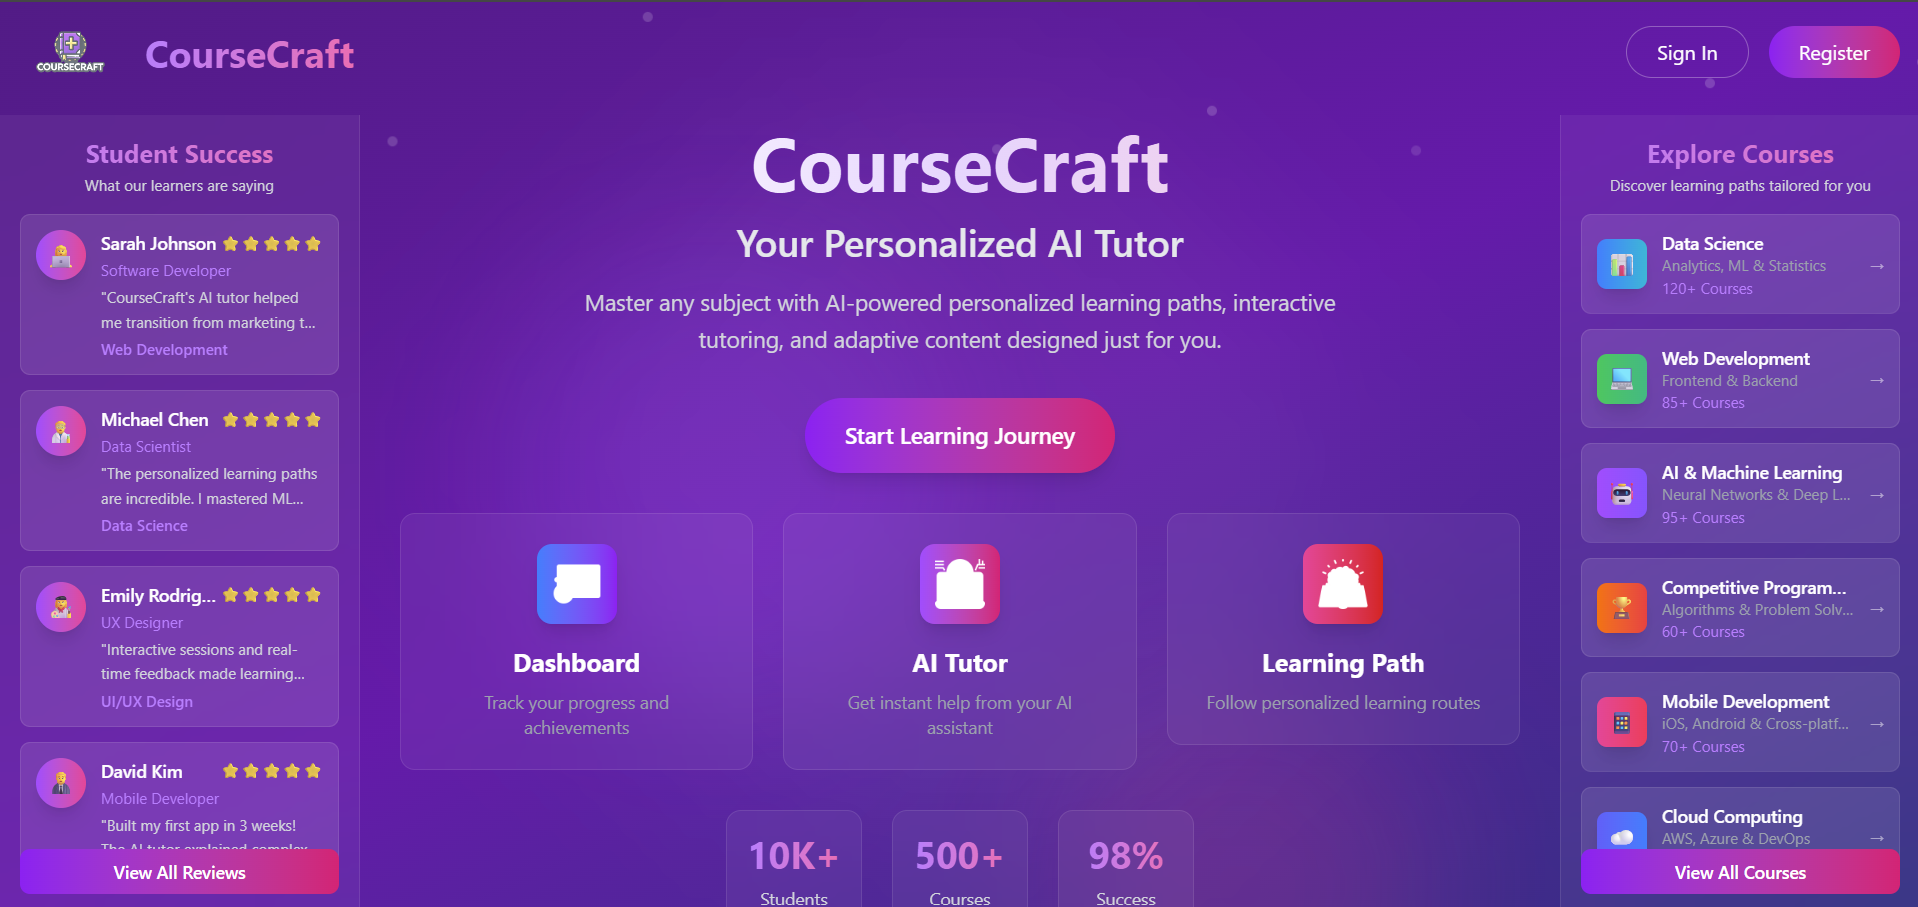 COURSECRAFT
CourseCraft
Sign In
Register
Student Success
What our learners are saying
Sarah Johnson
Software Developer
"CourseCraft's AI tutor helped
me transition from marketing t...
Web Development
Michael Chen
Data Scientist
"The personalized learning paths
are incredible. I mastered ML...
Data Science
Emily Rodrig...
UX Designer
"Interactive sessions and real-
time feedback made learning...
UI/UX Design
David Kim
Mobile Developer
"Built my first app in 3 weeks!
The AI tutor explained complex
View All Reviews
CourseCraft
Your Personalized AI Tutor
Master any subject with AI-powered personalized learning paths, interactive
tutoring, and adaptive content designed just for you.
Start Learning Journey
Dashboard
Track your progress and
achievements
AI Tutor
Get instant help from your AI
assistant
Learning Path
Follow personalized learning routes
10K+
Students
500+
Courses
98%
Success
Explore Courses
Discover learning paths tailored for you
Data Science
Analytics, ML & Statistics
120+ Courses
→
Web Development
Frontend & Backend
85+ Courses
→
AI & Machine Learning
Neural Networks & Deep L...
95+ Courses
→
Competitive Program...
Algorithms & Problem Solv...
60+ Courses
→
Mobile Development
iOS, Android & Cross-platf...
70+ Courses
→
Cloud Computing
AWS, Azure & DevOps
→
View All Courses